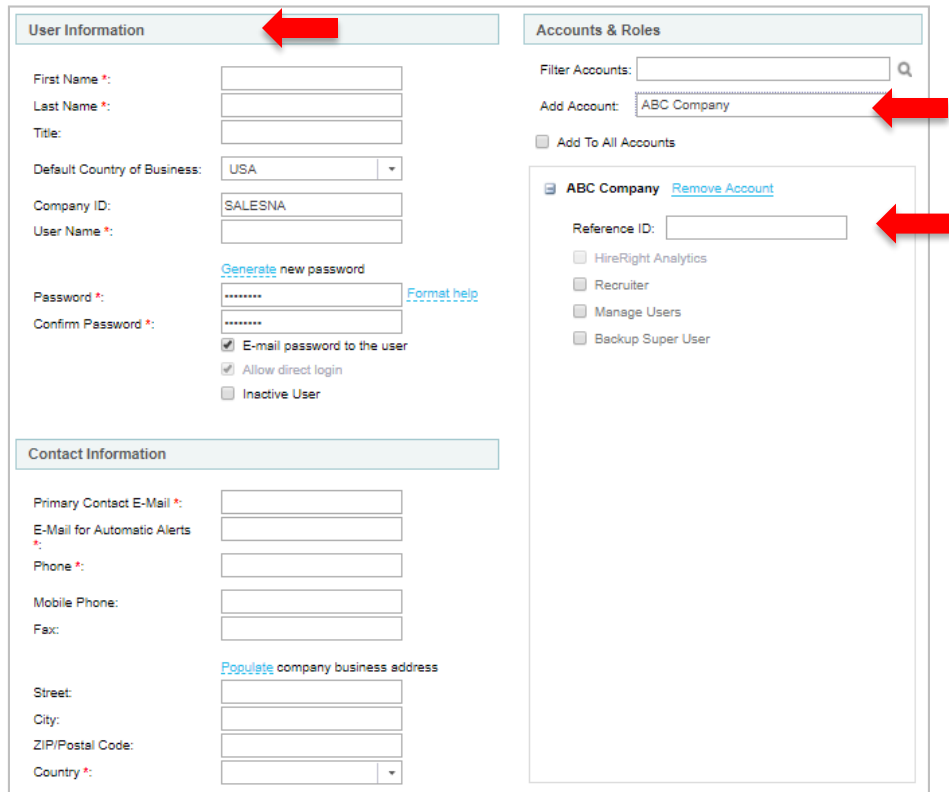 User Information
First Name *:
Last Name *:
Title:
Default Country of Business: USA
Company ID: SALESNA
User Name *:
Generate new password
Password *: •••••••• Format help
Confirm Password *: ••••••••
E-mail password to the user
Allow direct login
Inactive User
Contact Information
Primary Contact E-Mail *:
E-Mail for Automatic Alerts
*:
Phone *:
Mobile Phone:
Fax:
Populate company business address
Street:
City:
ZIP/Postal Code:
Country *:
Accounts & Roles
Filter Accounts:
Add Account: ABC Company
Add To All Accounts
ABC Company Remove Account
Reference ID:
HireRight Analytics
Recruiter
Manage Users
Backup Super User